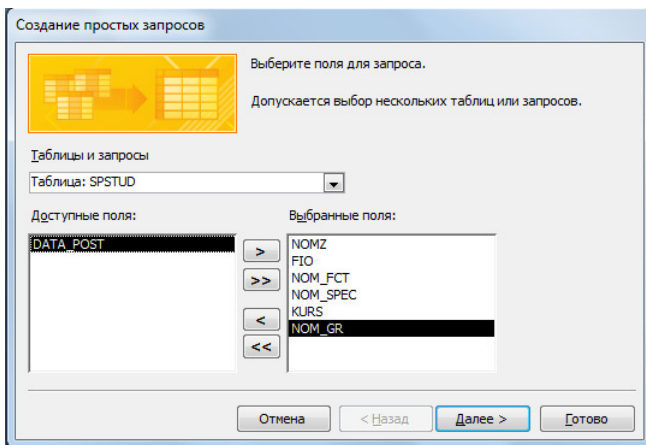 Создание простых запросов
Выберите поля для запроса.
Допускается выбор нескольких таблиц или запросов.
Таблицы и запросы
Таблица: SPSTUD
Доступные поля:
Выбранные поля:
DATA_POST
>
>>
<
<<
NOMZ
FIO
NOM_FCT
NOM_SPEC
KURS
NOM_GR
Отмена
< Назад
Далее >
Готово